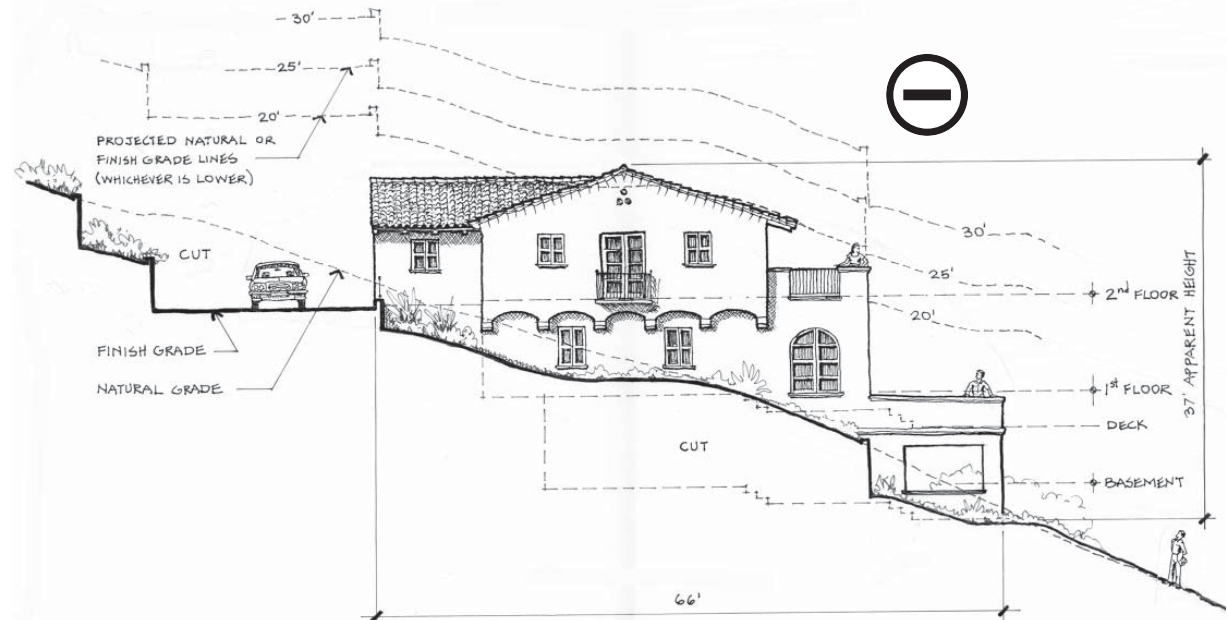 30'
25'
20'
PROJECTED NATURAL OR
FINISH GRADE LINES
(WHICHEVER IS LOWER)
CUT
FINISH GRADE
NATURAL GRADE
30'
25'
20'
2nd FLOOR
1st FLOOR
DECK
BASEMENT
37' APPARENT HEIGHT
CUT
66'